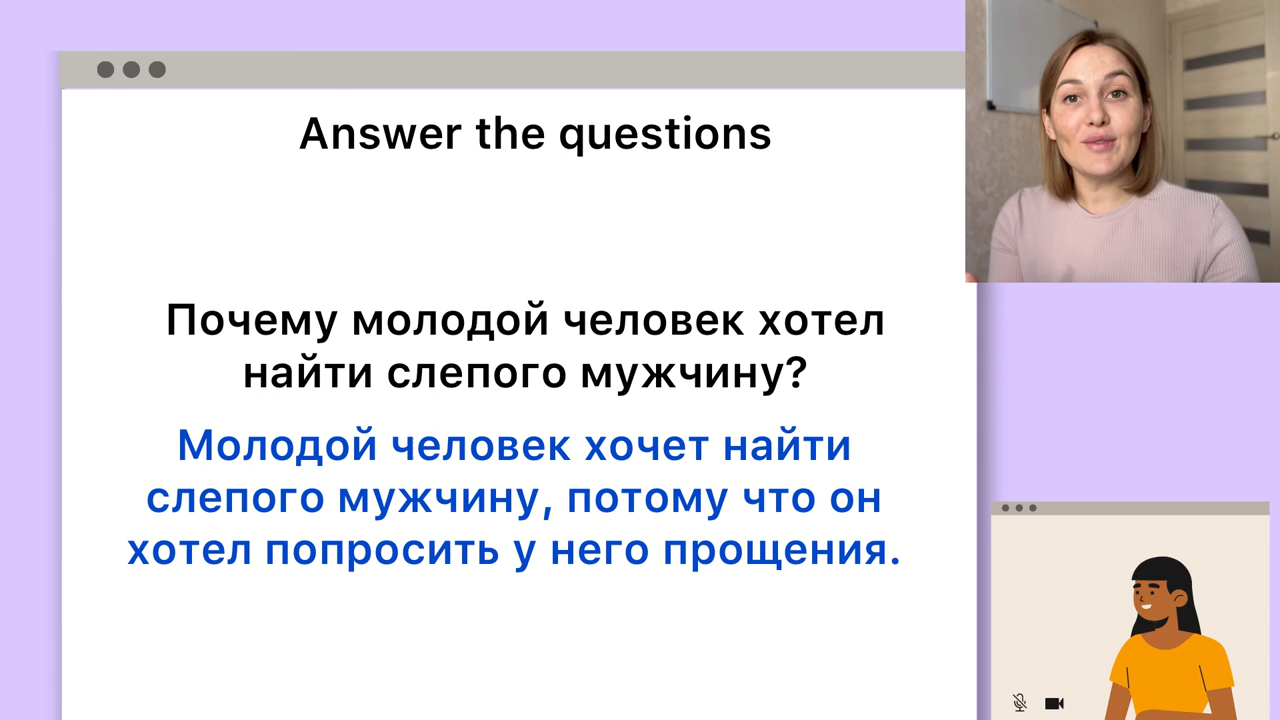 Answer the questions
Почему молодой человек хотел
найти слепого мужчину?
Молодой человек хочет найти
слепого мужчину, потому что он
хотел попросить у него прощения.